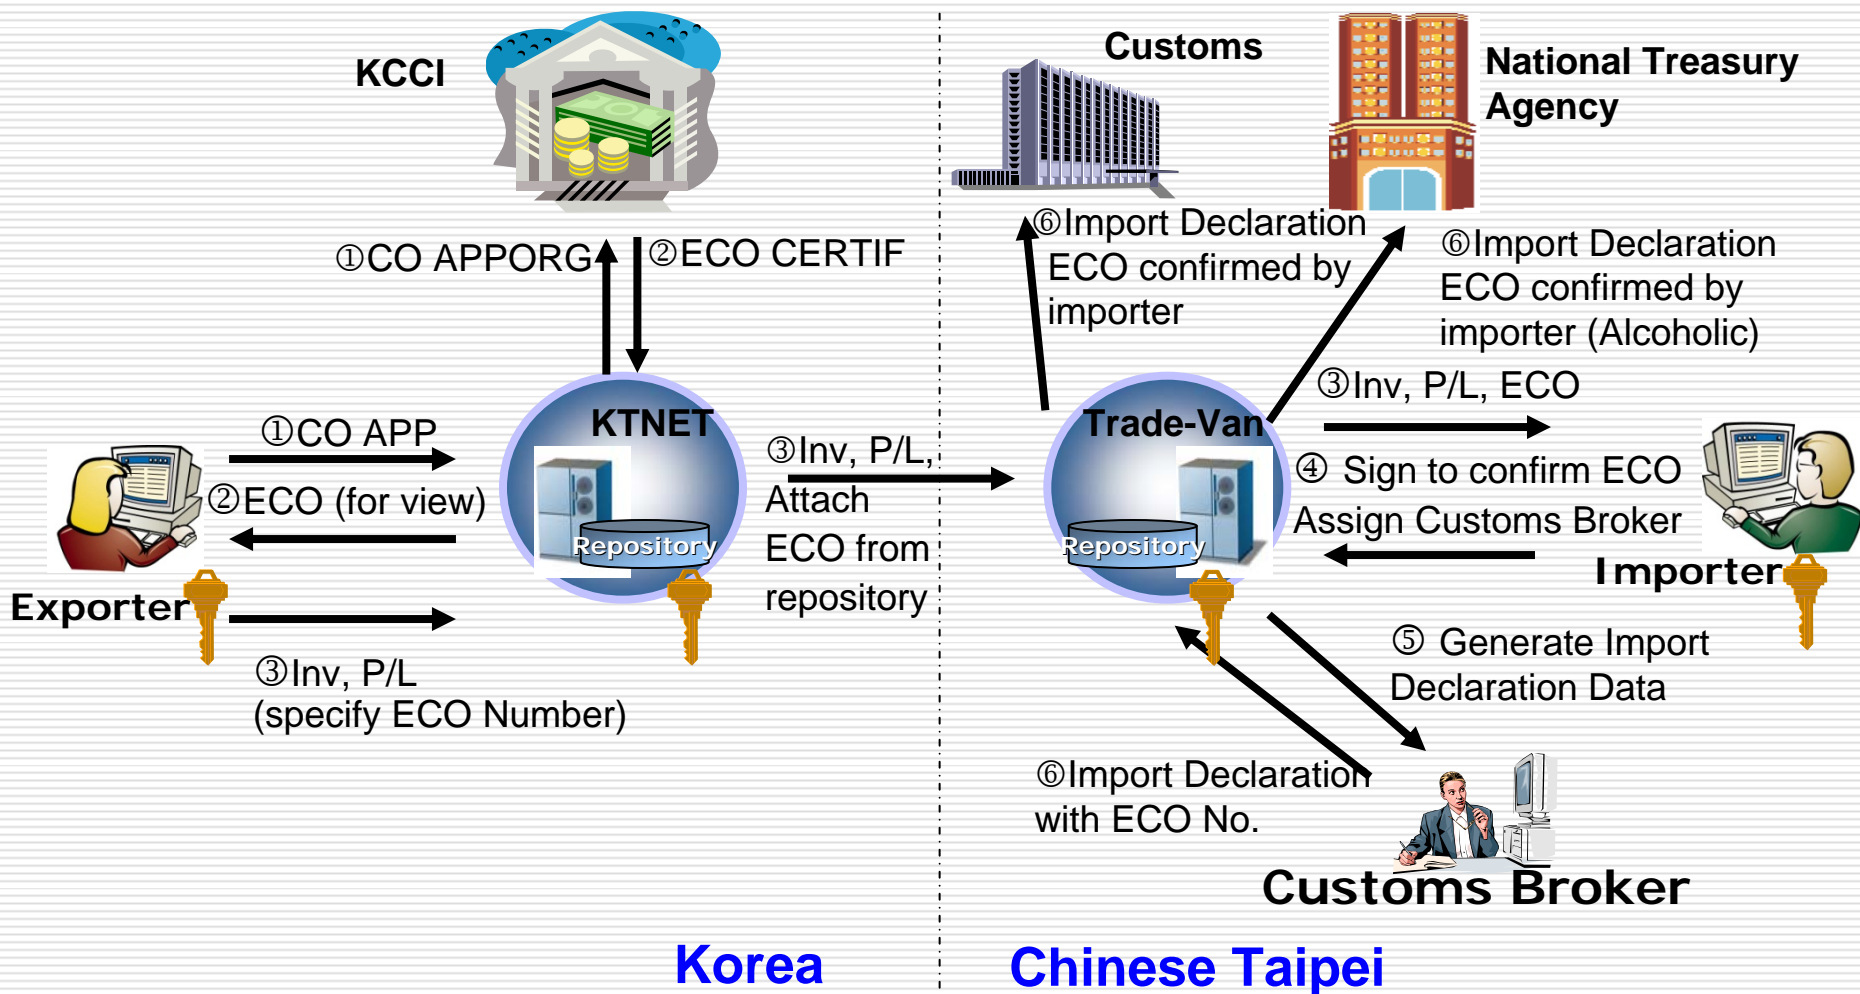 KCCI
Customs
National Treasury
Agency
①CO APPORG
②ECO CERTIF
⑥Import Declaration
ECO confirmed by
importer
⑥Import Declaration
ECO confirmed by
importer (Alcoholic)
①CO APP
②ECO (for view)
Exporter
③Inv, P/L
(specify ECO Number)
KTNET
Repository
③Inv, P/L,
Attach
ECO from
repository
Trade-Van
Repository
③Inv, P/L, ECO
④ Sign to confirm ECO
Assign Customs Broker
Importer
⑤ Generate Import
Declaration Data
⑥Import Declaration
with ECO No.
Customs Broker
Korea
Chinese Taipei